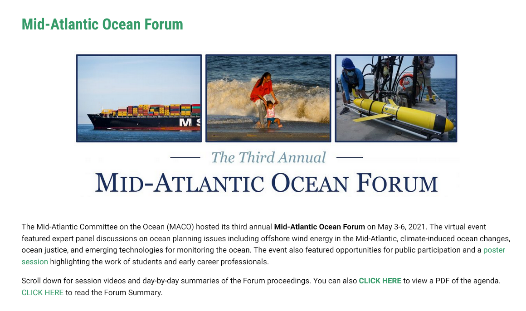 Mid-Atlantic Ocean Forum
M S
The Third Annual
MID-ATLANTIC OCEAN FORUM
The Mid-Atlantic Committee on the Ocean (MACO) hosted its third annual Mid-Atlantic Ocean Forum on May 3-6, 2021. The virtual event
featured expert panel discussions on ocean planning issues including offshore wind energy in the Mid-Atlantic, climate-induced ocean changes,
ocean justice, and emerging technologies for monitoring the ocean. The event also featured opportunities for public participation and a poster
session highlighting the work of students and early career professionals.
Scroll down for session videos and day-by-day summaries of the Forum proceedings. You can also CLICK HERE to view a PDF of the agenda.
CLICK HERE to read the Forum Summary.